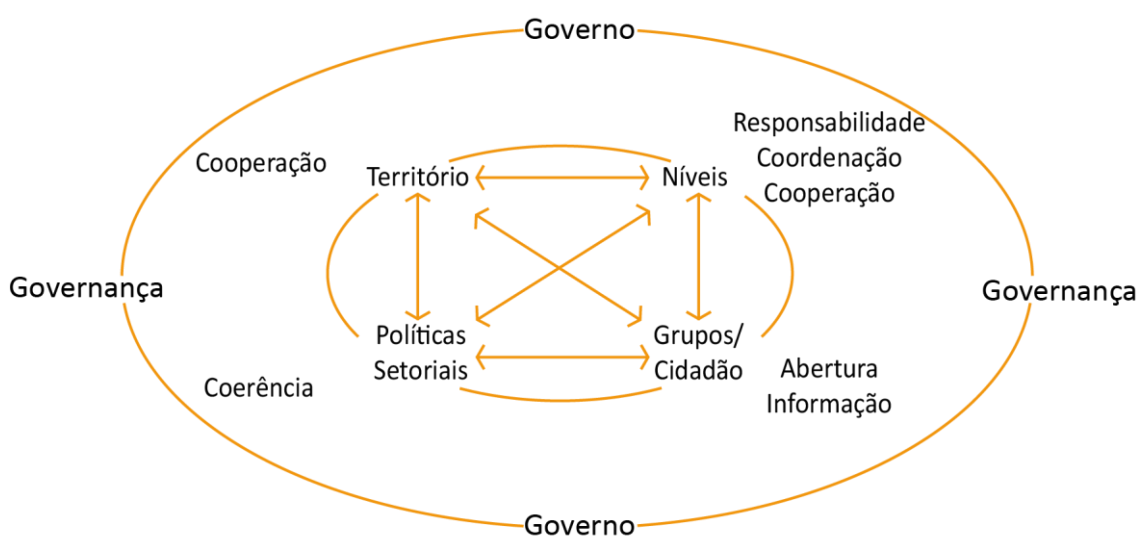 Governo
Responsabilidade
Coordenação
Cooperação
Cooperação
Território
Níveis
Governança
Governança
Políticas
Setoriais
Grupos/
Cidadão
Coerência
Abertura
Informação
Governo